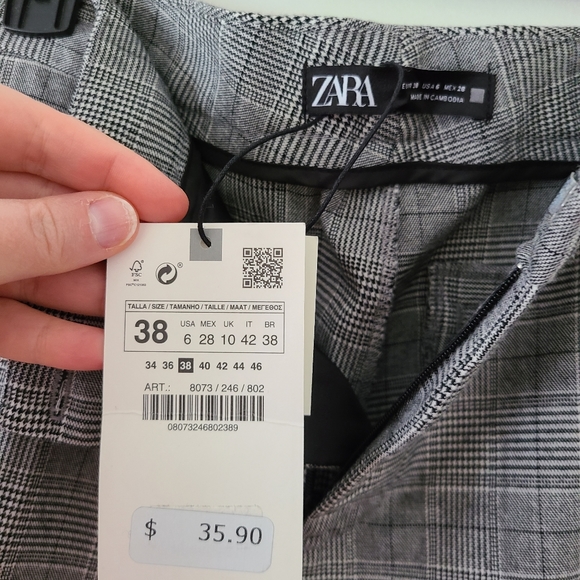 ZARA
EUR 38 USA 6 MEX 28
MADE IN CAMBODIA
FSC
TALLA / SIZE / TAMANHO / TAILLE / MAAT / ΜΕΓΕΘΟΣ
38
USA MEX UK IT BR
6 28 10 42 38
34 36 38 40 42 44 46
ART.: 8073 / 246 / 802
08073246802389
$ 35.90